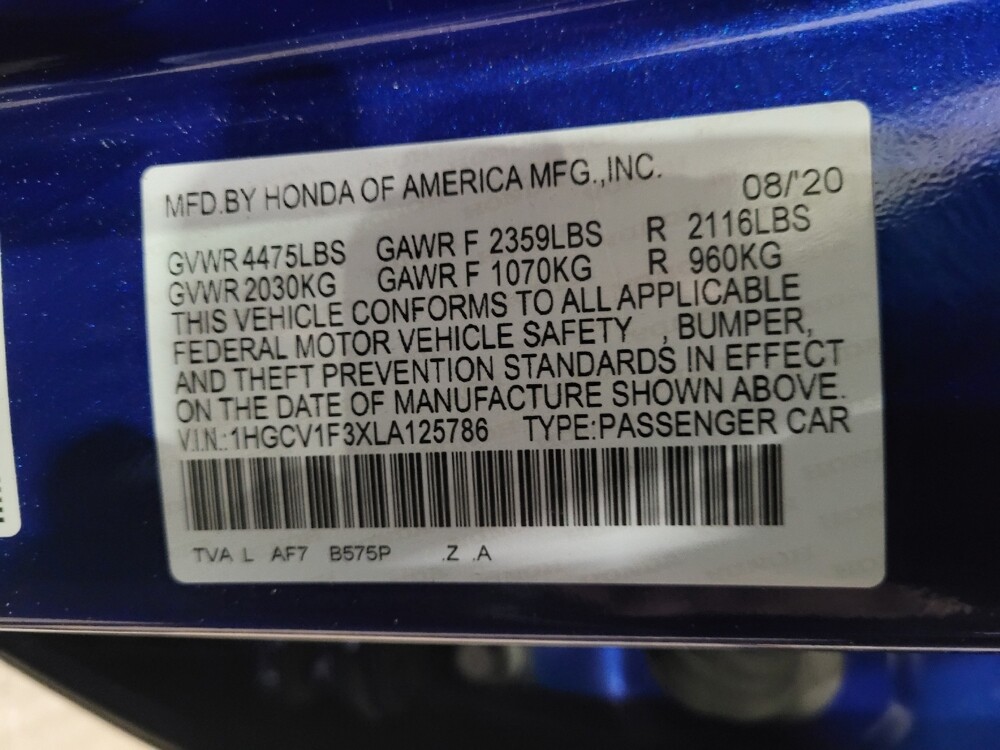 MFD.BY HONDA OF AMERICA MFG.,INC. 08/'20
GVWR 4475LBS GAWR F 2359LBS R 2116LBS
GVWR 2030KG GAWR F 1070KG R 960KG
THIS VEHICLE CONFORMS TO ALL APPLICABLE
FEDERAL MOTOR VEHICLE SAFETY , BUMPER,
AND THEFT PREVENTION STANDARDS IN EFFECT
ON THE DATE OF MANUFACTURE SHOWN ABOVE.
V.I.N.:1HGCV1F3XLA125786 TYPE:PASSENGER CAR
TVA L AF7 B575P .Z .A